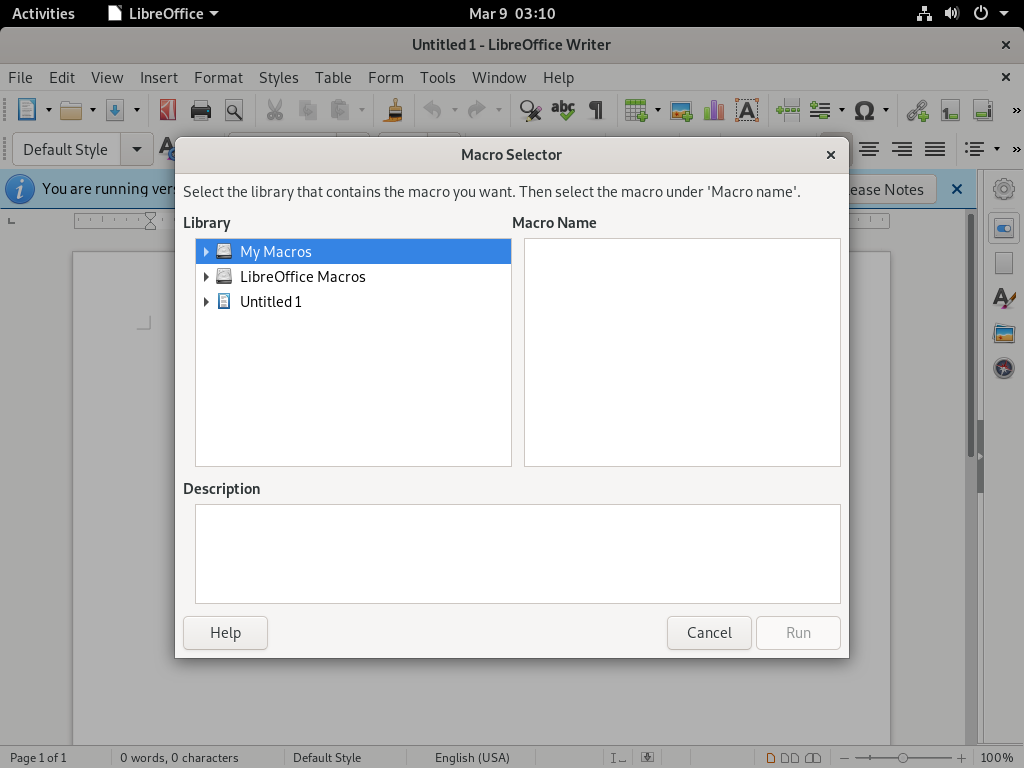 Activities LibreOffice Mar 9 03:10
Untitled 1 - LibreOffice Writer
File Edit View Insert Format Styles Table Form Tools Window Help
Default Style
Macro Selector
You are running
ease Notes
Select the library that contains the macro you want. Then select the macro under 'Macro name'.
Library Macro Name
My Macros
LibreOffice Macros
Untitled 1
Description
Help Cancel Run
Page 1 of 1 0 words, 0 characters Default Style English (USA) 100%